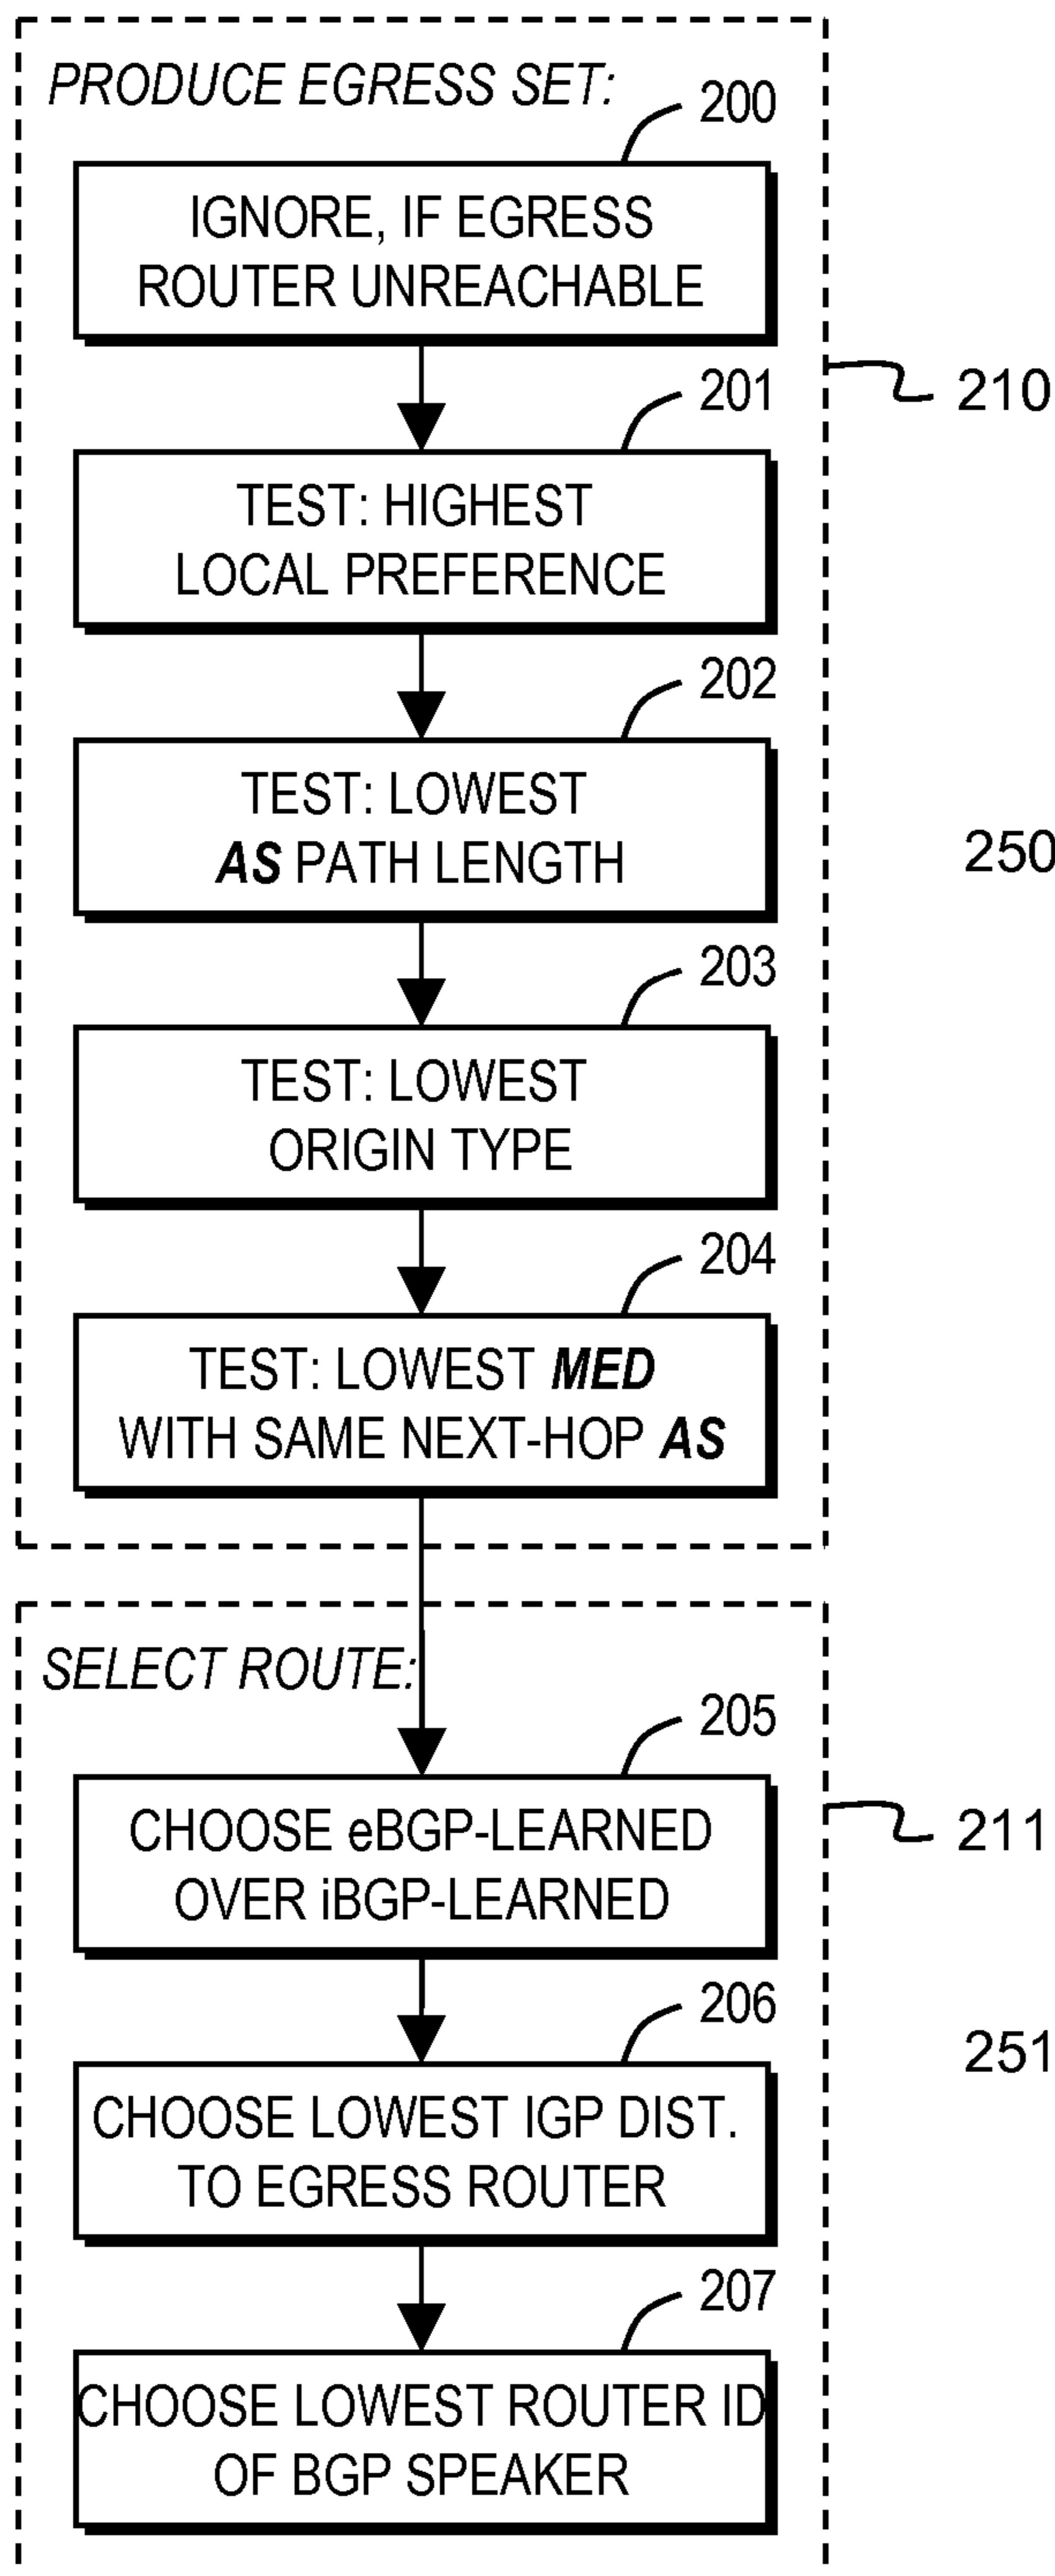 PRODUCE EGRESS SET:
200
IGNORE, IF EGRESS
ROUTER UNREACHABLE
210
201
TEST: HIGHEST
LOCAL PREFERENCE
202
TEST: LOWEST
AS PATH LENGTH
250
203
TEST: LOWEST
ORIGIN TYPE
204
TEST: LOWEST MED
WITH SAME NEXT-HOP AS
SELECT ROUTE:
205
CHOOSE eBGP-LEARNED
OVER iBGP-LEARNED
211
206
CHOOSE LOWEST IGP DIST.
TO EGRESS ROUTER
251
207
CHOOSE LOWEST ROUTER ID
OF BGP SPEAKER